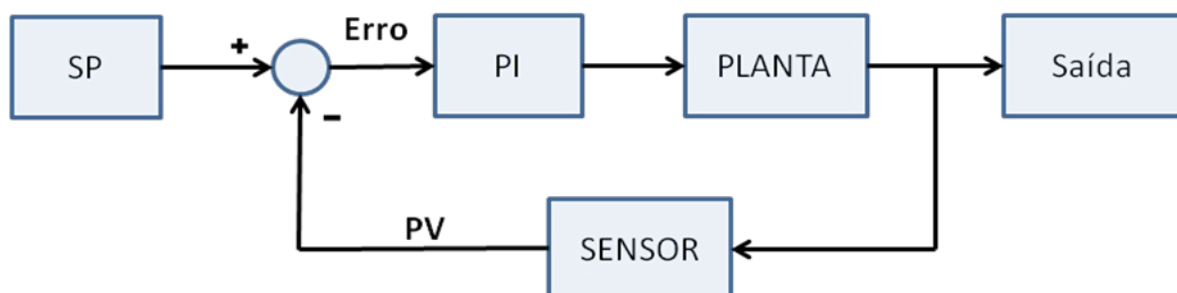 Erro
SP
+
PI
PLANTA
Saída
-
PV
SENSOR